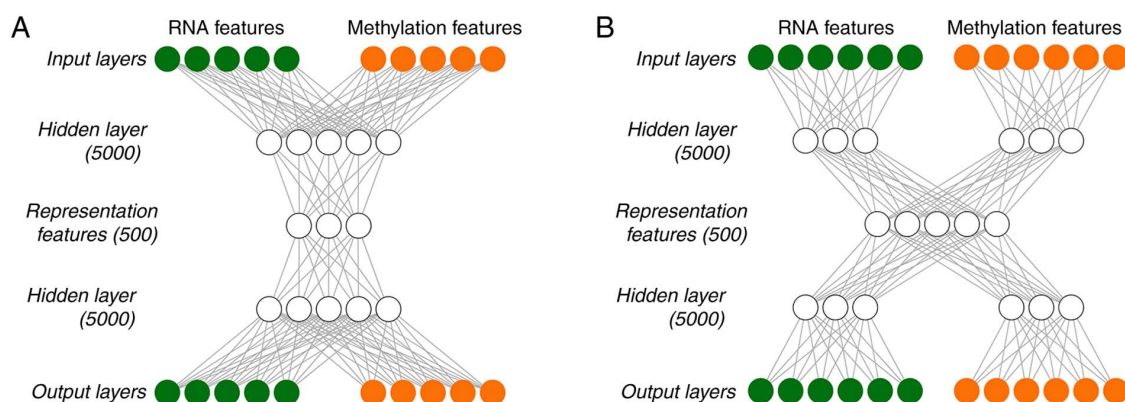 A
RNA features
Methylation features
Input layers
Hidden layer
(5000)
Representation
features (500)
Hidden layer
(5000)
Output layers
B
RNA features
Methylation features
Input layers
Hidden layer
(5000)
Representation
features (500)
Hidden layer
(5000)
Output layers